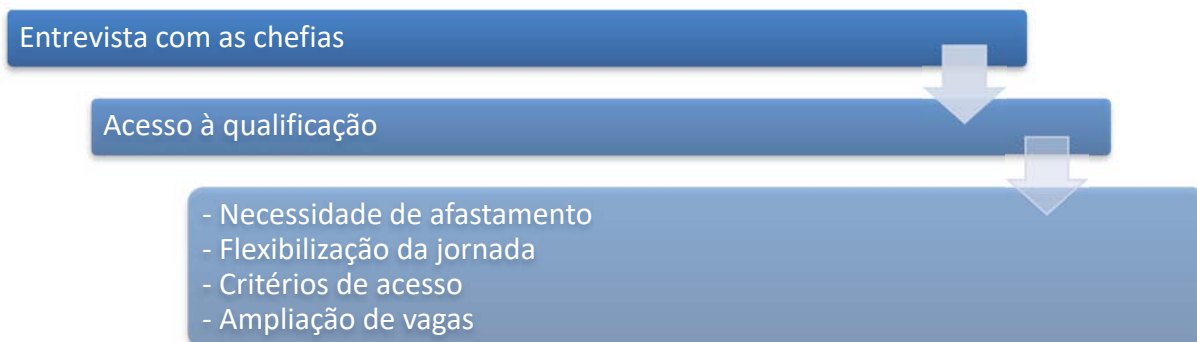 Entrevista com as chefias
Acesso à qualificação
- Necessidade de afastamento
- Flexibilização da jornada
- Critérios de acesso
- Ampliação de vagas